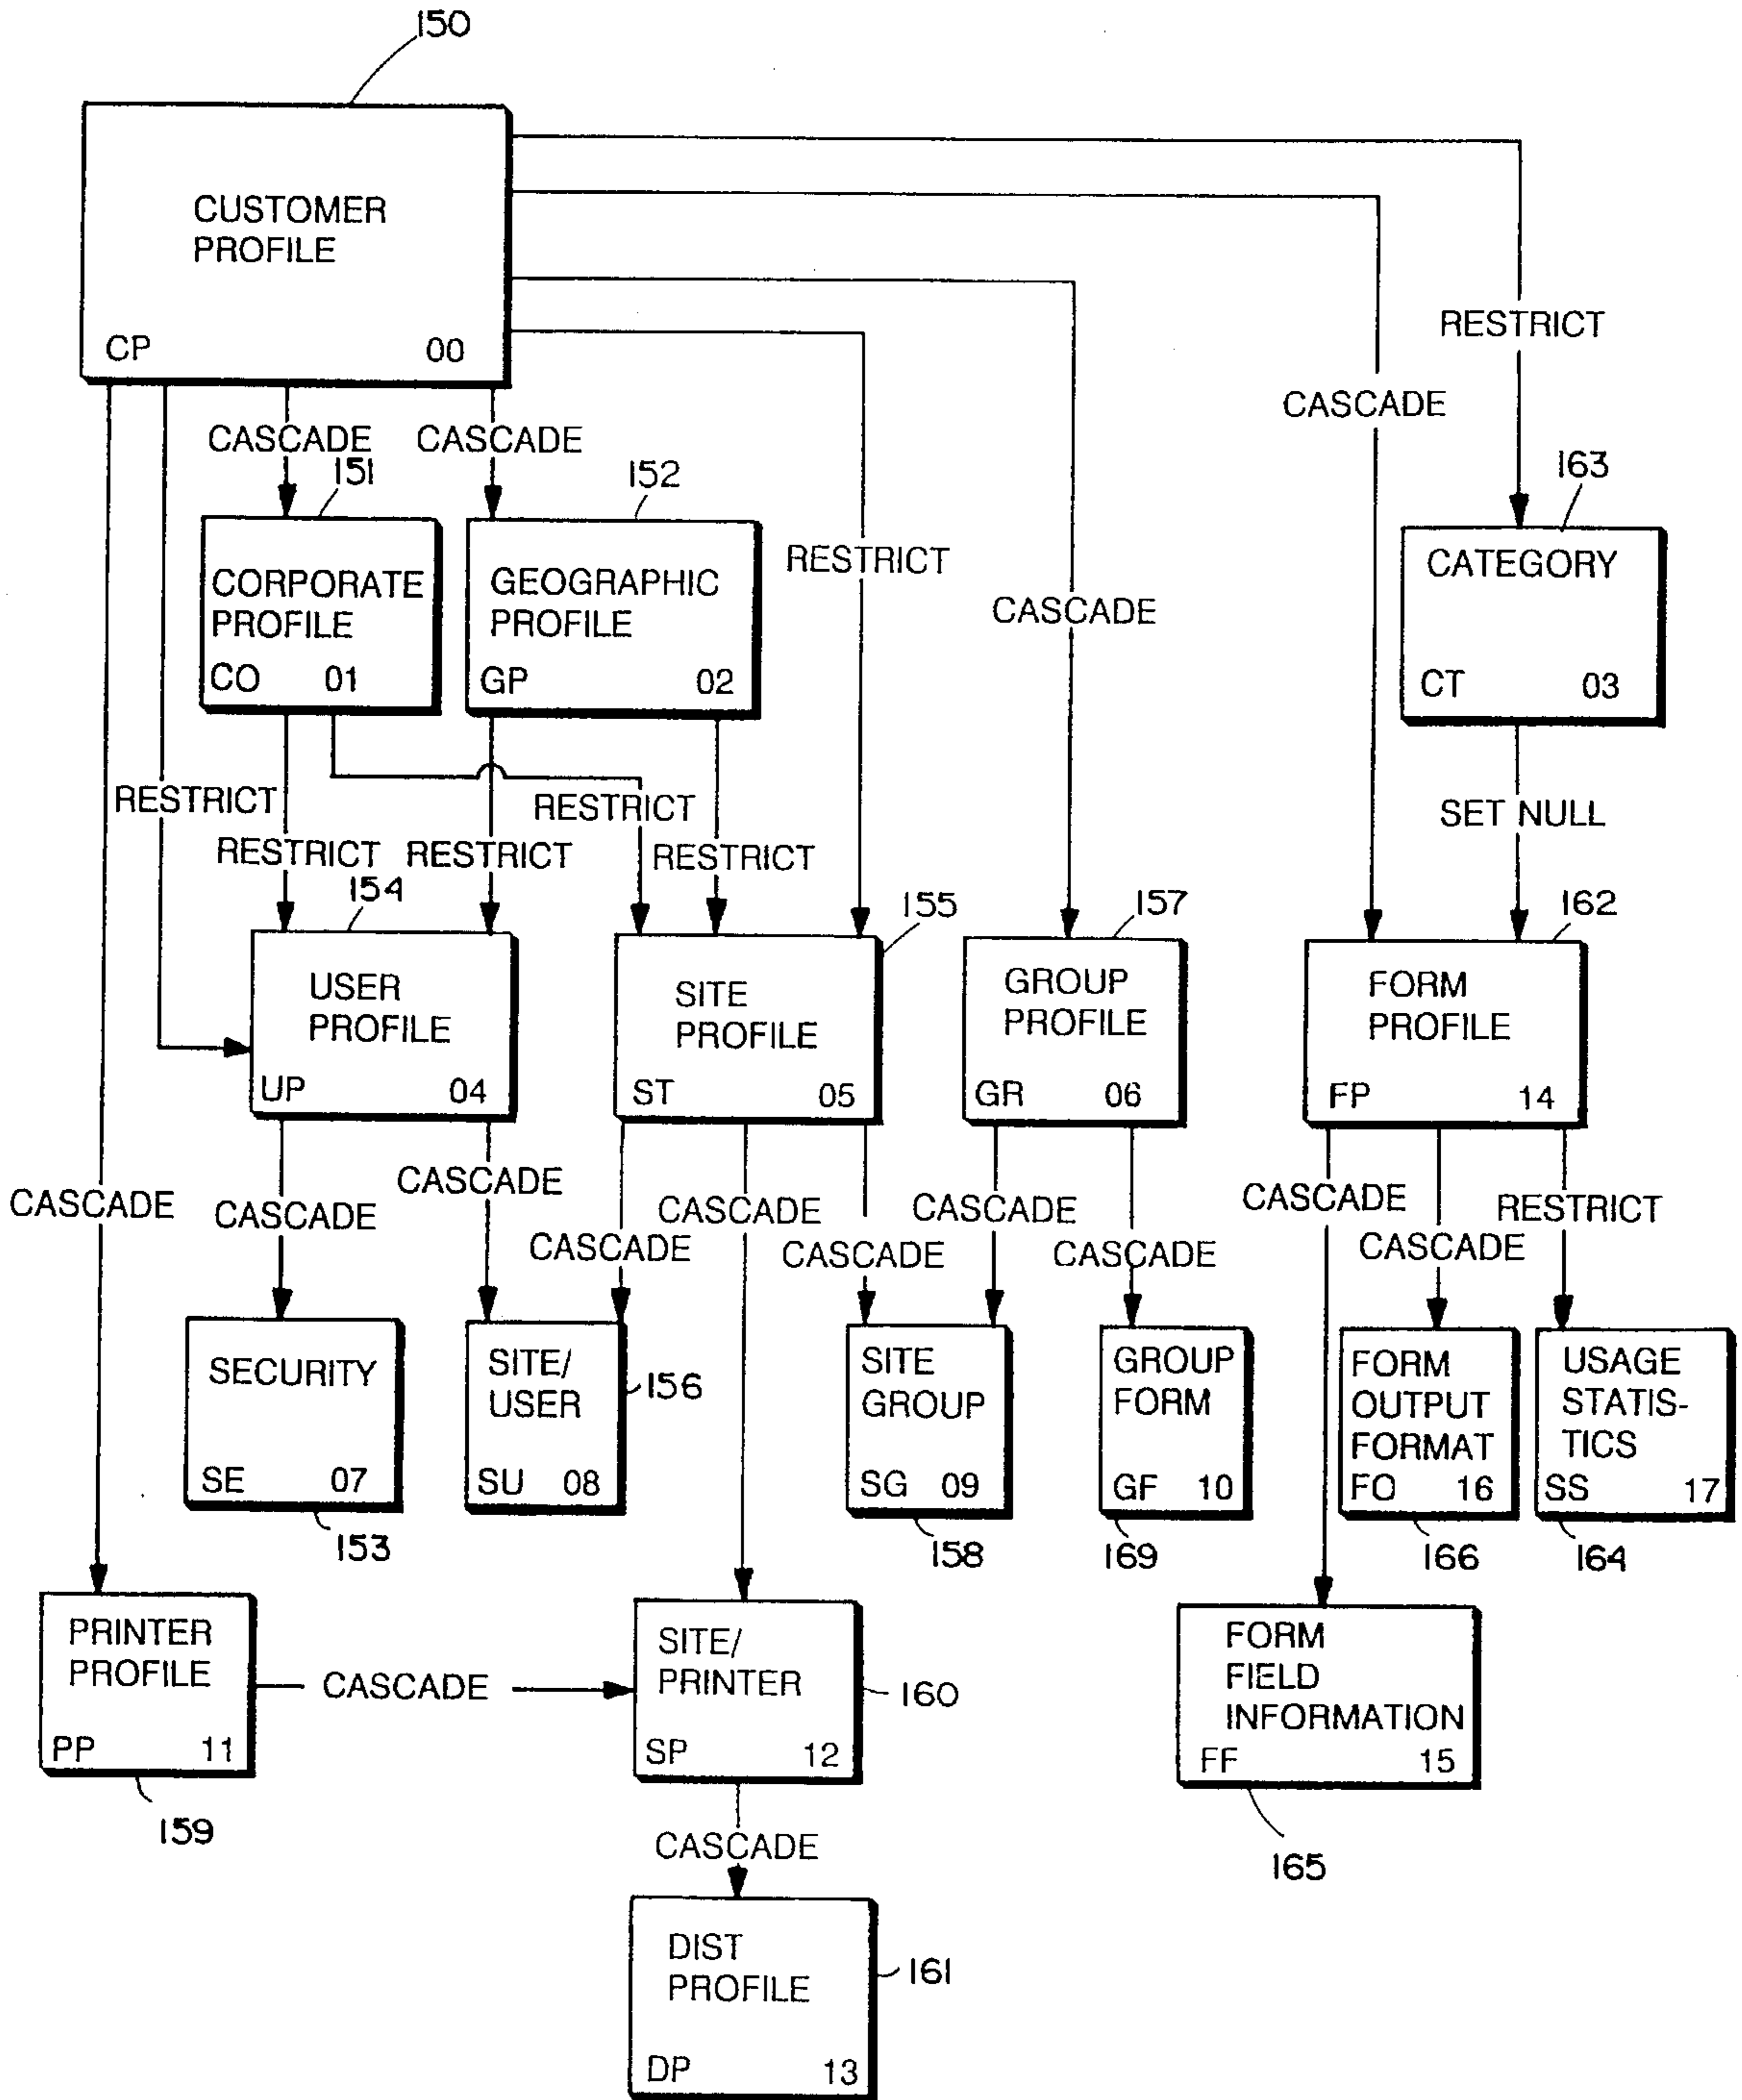 150
CUSTOMER
PROFILE
CP 00
RESTRICT
CASCADE
CASCADE CASCADE
151 152 163
RESTRICT
CATEGORY
CT 03
CORPORATE
PROFILE
CO 01
GEOGRAPHIC
PROFILE
GP 02
CASCADE
RESTRICT
RESTRICT
SET NULL
RESTRICT RESTRICT RESTRICT
154 155 157 162
USER
PROFILE
UP 04
SITE
PROFILE
ST 05
GROUP
PROFILE
GR 06
FORM
PROFILE
FP 14
CASCADE
CASCADE
CASCADE
CASCADE
CASCADE
CASCADE
CASCADE
CASCADE
CASCADE
CASCADE
CASCADE
RESTRICT
SECURITY
SE 07
153
SITE/
USER
SU 08
156
SITE
GROUP
SG 09
158
GROUP
FORM
GF 10
169
FORM
OUTPUT
FORMAT
FO 16
166
USAGE
STATIS-
TICS
SS 17
164
PRINTER
PROFILE
PP 11
159
CASCADE
SITE/
PRINTER
SP 12
160
FORM
FIELD
INFORMATION
FF 15
165
CASCADE
DIST
PROFILE
DP 13
161